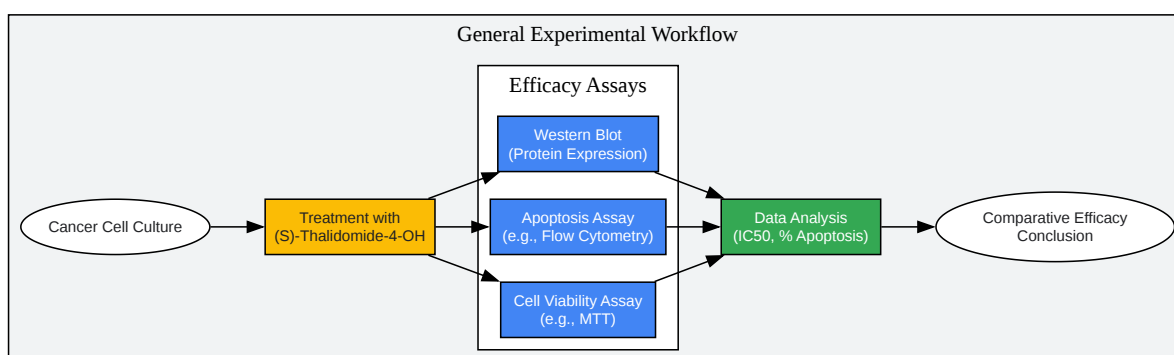 General Experimental Workflow
Efficacy Assays
Western Blot
(Protein Expression)
Cancer Cell Culture
Treatment with
(S)-Thalidomide-4-OH
Apoptosis Assay
(e.g., Flow Cytometry)
Data Analysis
(IC50, % Apoptosis)
Comparative Efficacy
Conclusion
Cell Viability Assay
(e.g., MTT)